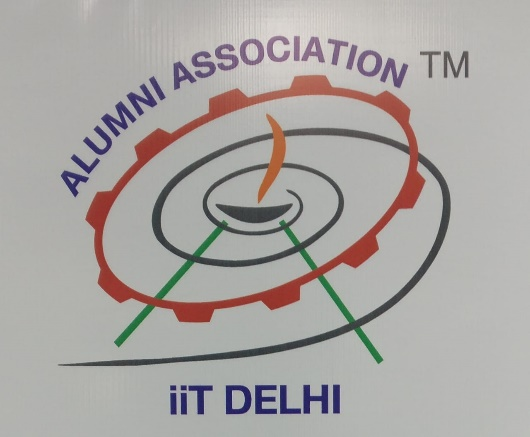 ALUMNI ASSOCIATION TM
iiT DELHI